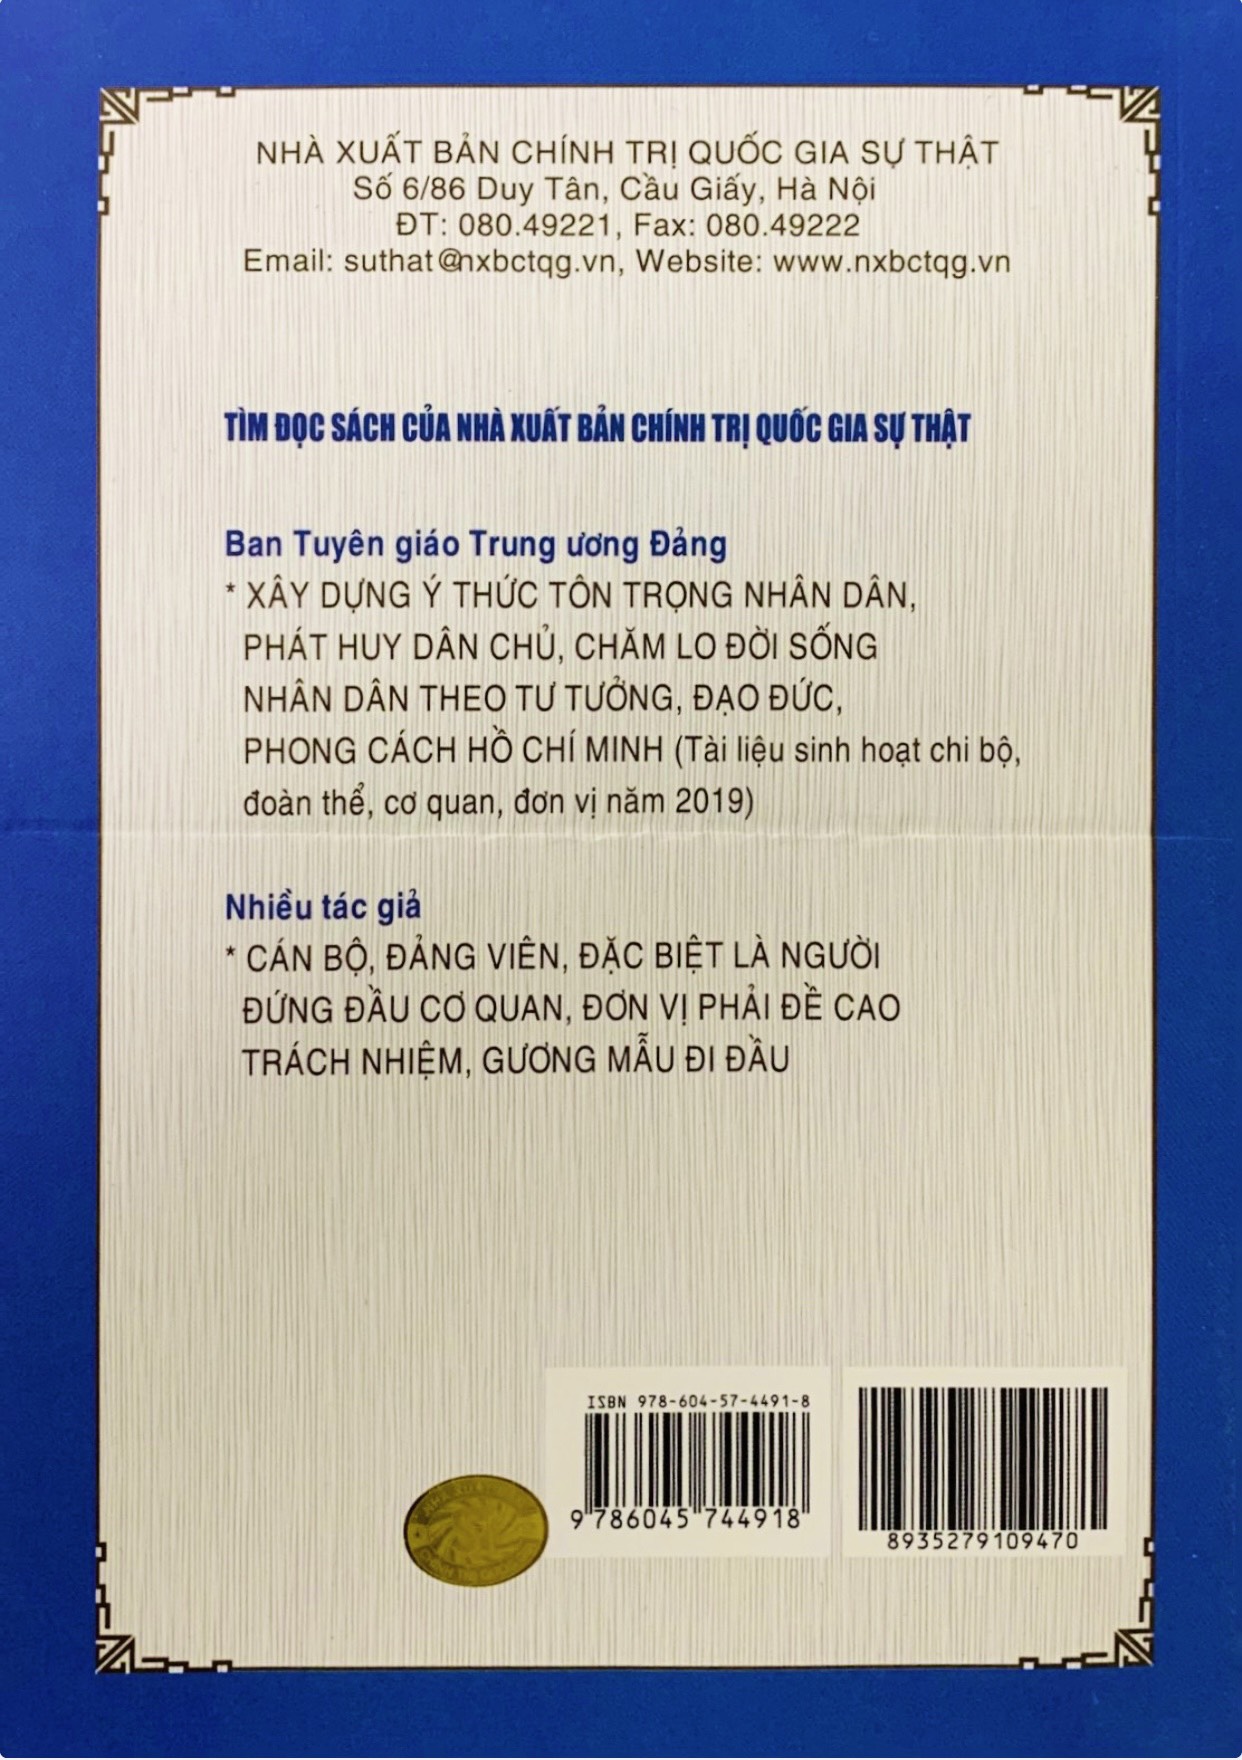 NHÀ XUẤT BẢN CHÍNH TRỊ QUỐC GIA SỰ THẬT
Số 6/86 Duy Tân, Cầu Giấy, Hà Nội
ĐT: 080.49221, Fax: 080.49222
Email: suthat@nxbctqg.vn, Website: www.nxbctqg.vn
TÌM ĐỌC SÁCH CỦA NHÀ XUẤT BẢN CHÍNH TRỊ QUỐC GIA SỰ THẬT
Ban Tuyên giáo Trung ương Đảng
* XÂY DỰNG Ý THỨC TÔN TRỌNG NHÂN DÂN,
PHÁT HUY DÂN CHỦ, CHĂM LO ĐỜI SỐNG
NHÂN DÂN THEO TƯ TƯỞNG, ĐẠO ĐỨC,
PHONG CÁCH HỒ CHÍ MINH (Tài liệu sinh hoạt chi bộ,
đoàn thể, cơ quan, đơn vị năm 2019)
Nhiều tác giả
* CÁN BỘ, ĐẢNG VIÊN, ĐẶC BIỆT LÀ NGƯỜI
ĐỨNG ĐẦU CƠ QUAN, ĐƠN VỊ PHẢI ĐỀ CAO
TRÁCH NHIỆM, GƯƠNG MẪU ĐI ĐẦU
ISBN 978-604-57-4491-8
9 786045 744918
8935279109470